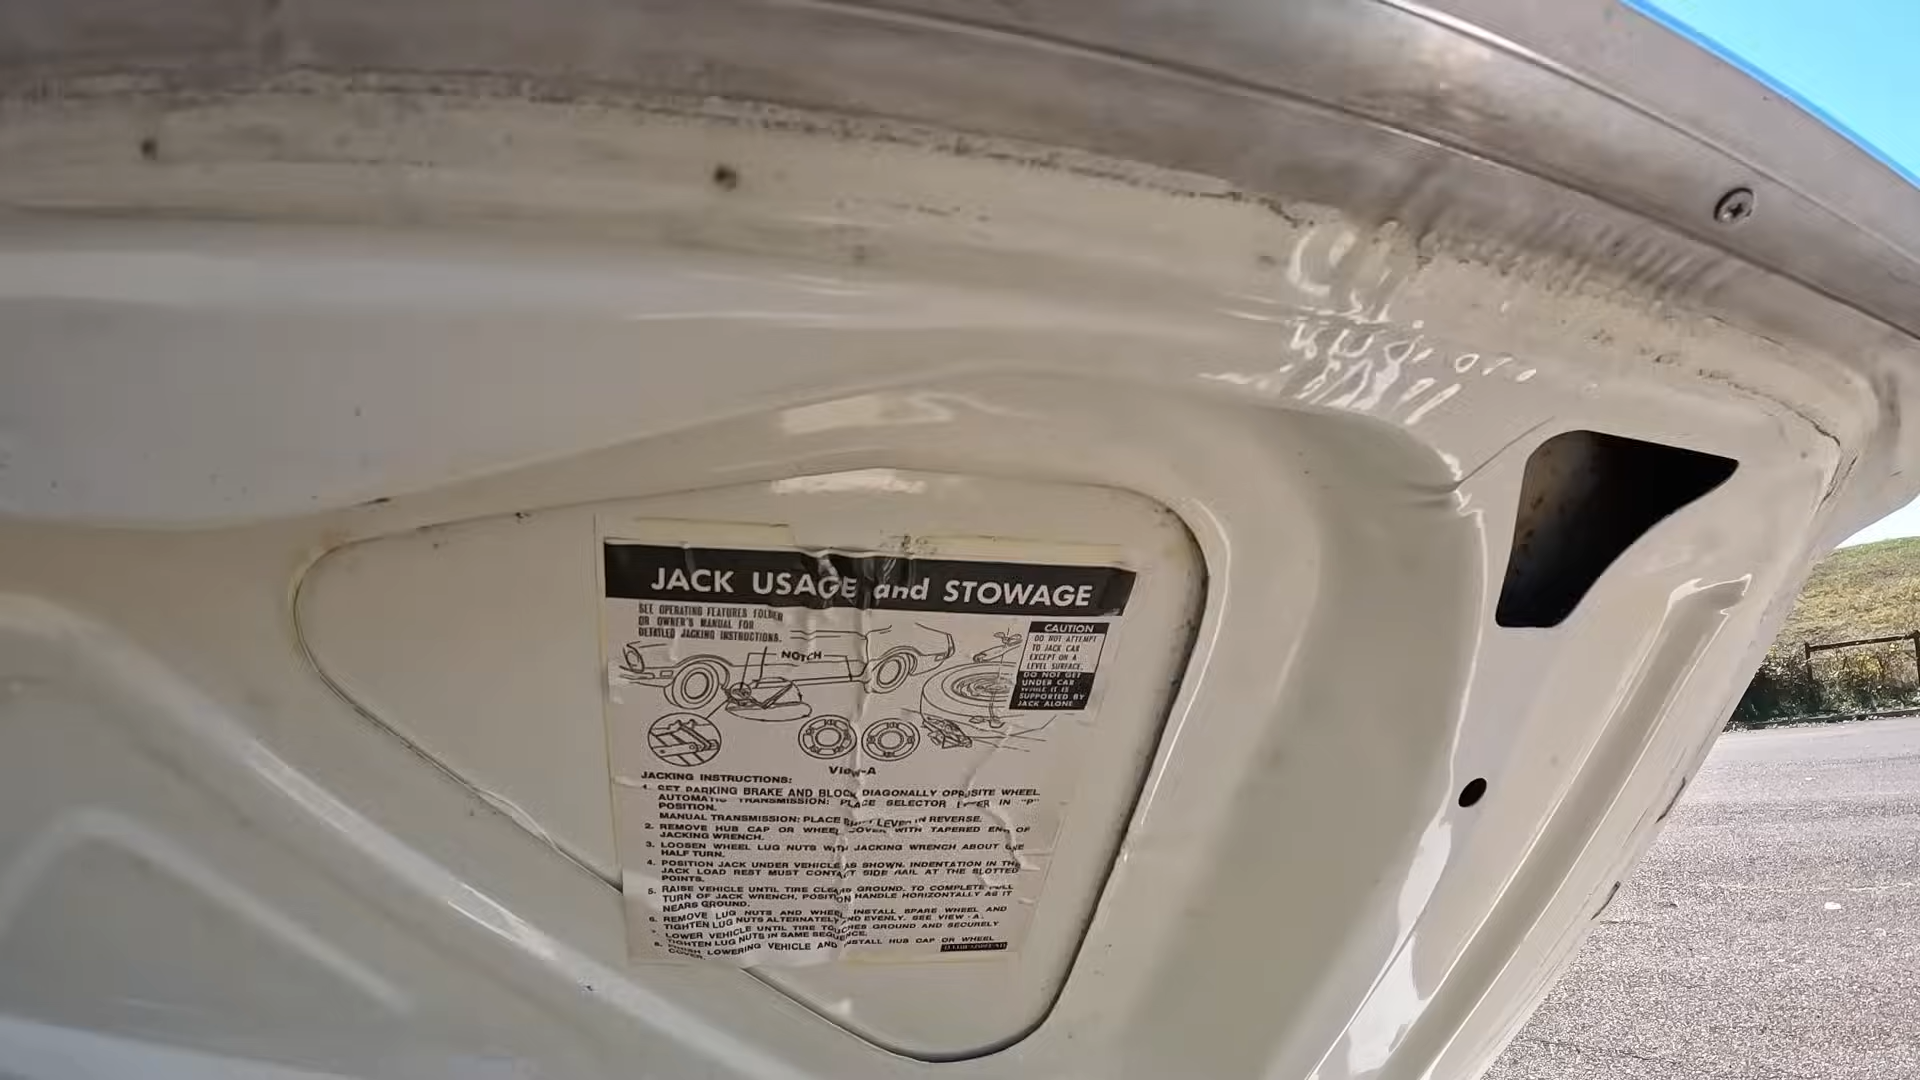 JACK USAGE and STOWAGE
SEE OPERATING FEATURES FOLDER
OR OWNER'S MANUAL FOR
DETAILED JACKING INSTRUCTIONS.
CAUTION
DO NOT ATTEMPT
TO JACK CAR
EXCEPT ON A
LEVEL SURFACE.
DO NOT GET
UNDER CAR
WHILE IT IS
SUPPORTED BY
JACK ALONE
NOTCH
View-A
JACKING INSTRUCTIONS:
1. SET PARKING BRAKE AND BLOCK DIAGONALLY OPPOSITE WHEEL
AUTOMATIC TRANSMISSION: PLACE SELECTOR LEVER IN "P"
POSITION.
MANUAL TRANSMISSION: PLACE SHIFT LEVER IN REVERSE.
2. REMOVE HUB CAP OR WHEEL COVER WITH TAPERED END OF
JACKING WRENCH.
3. LOOSEN WHEEL LUG NUTS WITH JACKING WRENCH ABOUT ONE
HALF TURN.
4. POSITION JACK UNDER VEHICLE AS SHOWN. INDENTATION IN THE
JACK LOAD REST MUST CONTACT SIDE RAIL AT THE SLOTTED
POINTS.
5. RAISE VEHICLE UNTIL TIRE CLEARS GROUND. TO COMPLETE FULL
TURN OF JACK WRENCH, POSITION HANDLE HORIZONTALLY AS IT
NEARS GROUND.
6. REMOVE LUG NUTS AND WHEEL INSTALL SPARE WHEEL AND
TIGHTEN LUG NUTS ALTERNATELY AND EVENLY. SEE VIEW-A.
7. LOWER VEHICLE UNTIL TIRE TOUCHES GROUND AND SECURELY
TIGHTEN LUG NUTS IN SAME SEQUENCE.
8. FINISH LOWERING VEHICLE AND INSTALL HUB CAP OR WHEEL
COVER.